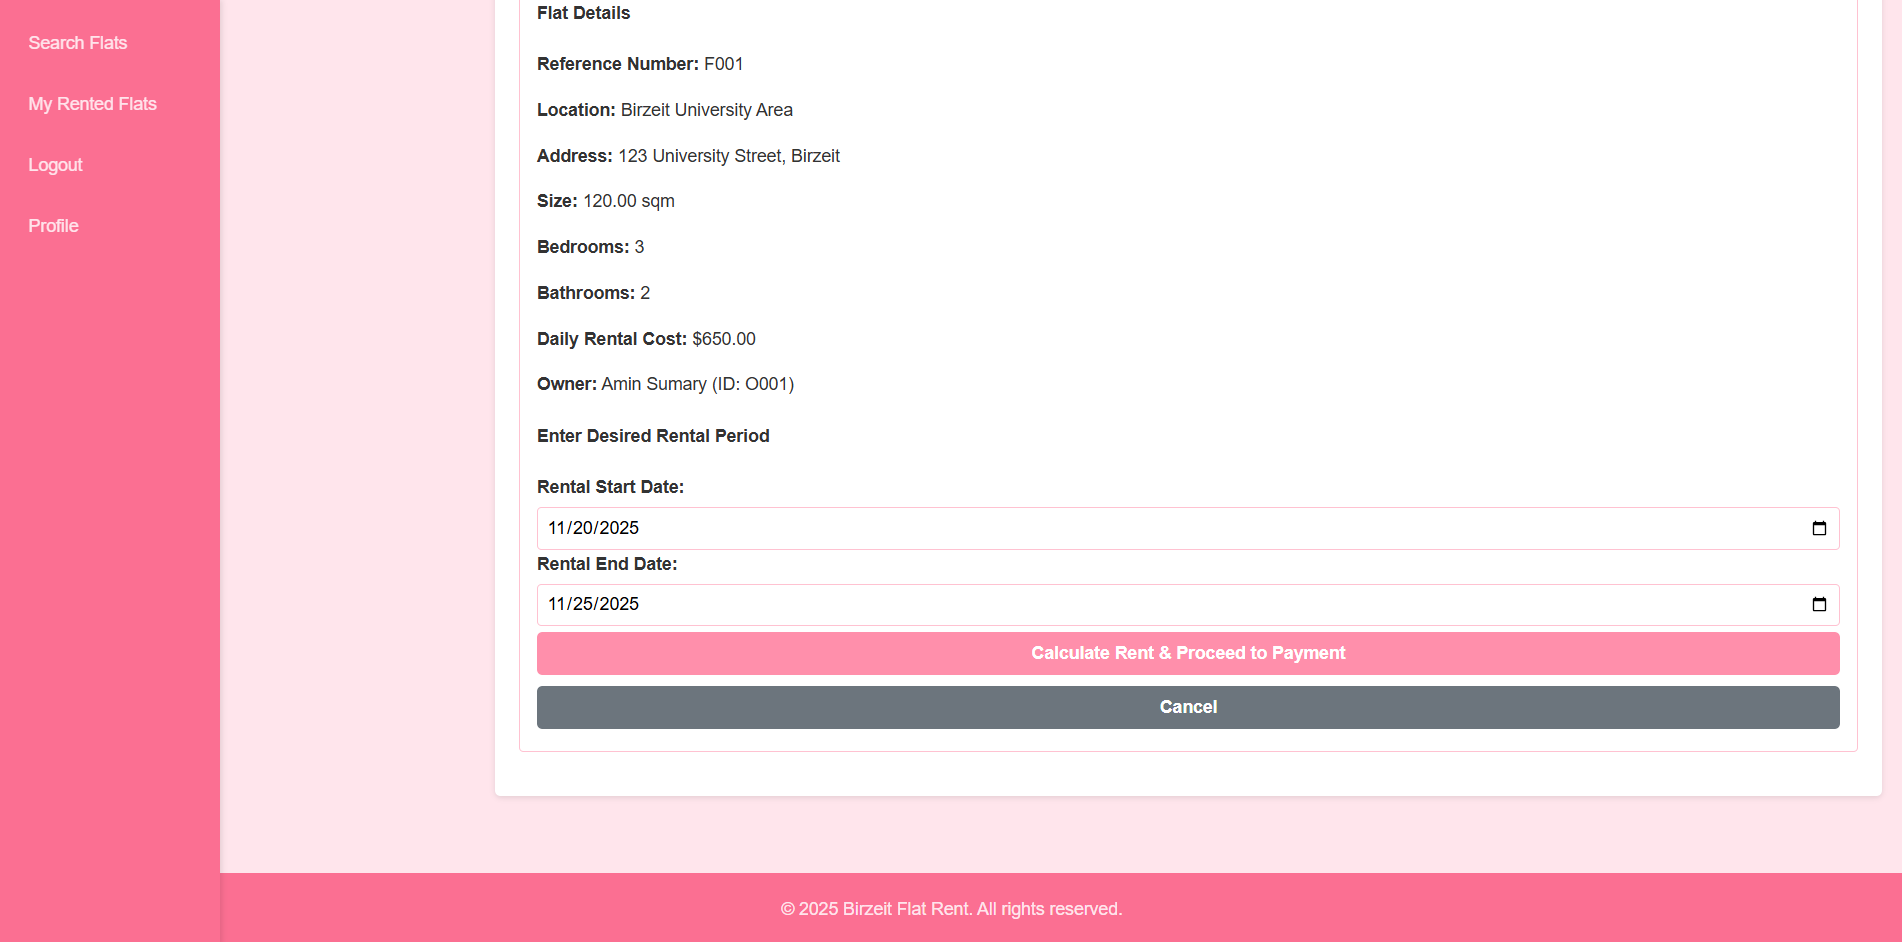 Search Flats
My Rented Flats
Logout
Profile
Flat Details
Reference Number: F001
Location: Birzeit University Area
Address: 123 University Street, Birzeit
Size: 120.00 sqm
Bedrooms: 3
Bathrooms: 2
Daily Rental Cost: $650.00
Owner: Amin Sumary (ID: O001)
Enter Desired Rental Period
Rental Start Date:
11/20/2025
Rental End Date:
11/25/2025
Calculate Rent & Proceed to Payment
Cancel
© 2025 Birzeit Flat Rent. All rights reserved.